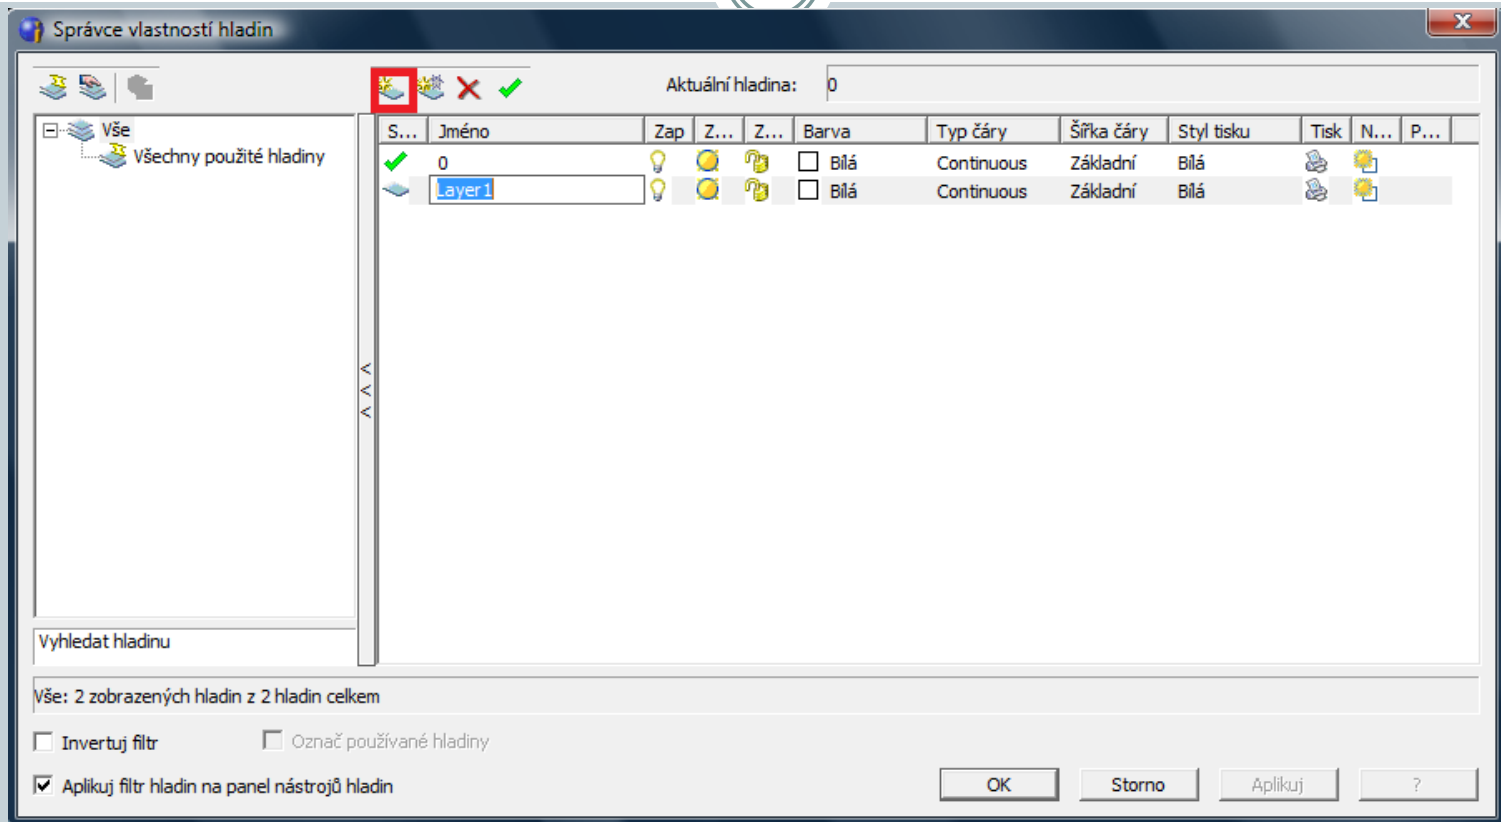 Správce vlastností hladin
Aktuální hladina: 0
Vše
Všechny použité hladiny
S... Jméno Zap Z... Z... Barva Typ čáry Šířka čáry Styl tisku Tisk N... P...
0 Bílá Continuous Základní Bílá
Layer1 Bílá Continuous Základní Bílá
<
<
<
Vyhledat hladinu
Vše: 2 zobrazených hladin z 2 hladin celkem
Invertuj filtr Označ používané hladiny
Aplikuj filtr hladin na panel nástrojů hladin
OK Storno Aplikuj ?